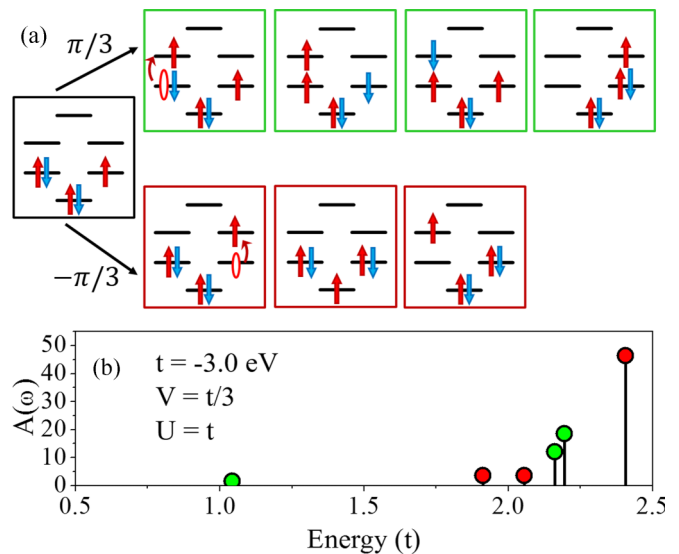 (a)
π/3
−π/3
(b)
t = -3.0 eV
V = t/3
U = t
A(ω)
50
40
30
20
10
0
0.5 1.0 1.5 2.0 2.5
Energy (t)